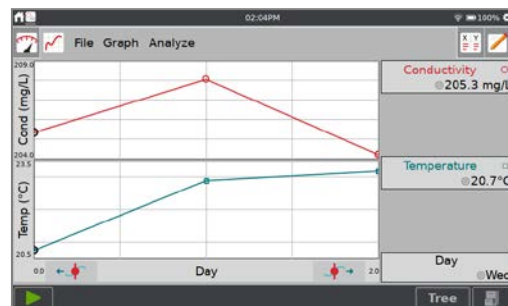 02:04PM
100%
File Graph Analyze
X Y
209.0
Cond (mg/L)
204.0
Conductivity
205.3 mg/L
23.5
Temp (°C)
20.5
Temperature
20.7°C
0.0
Day
2.0
Day
Wed
Tree